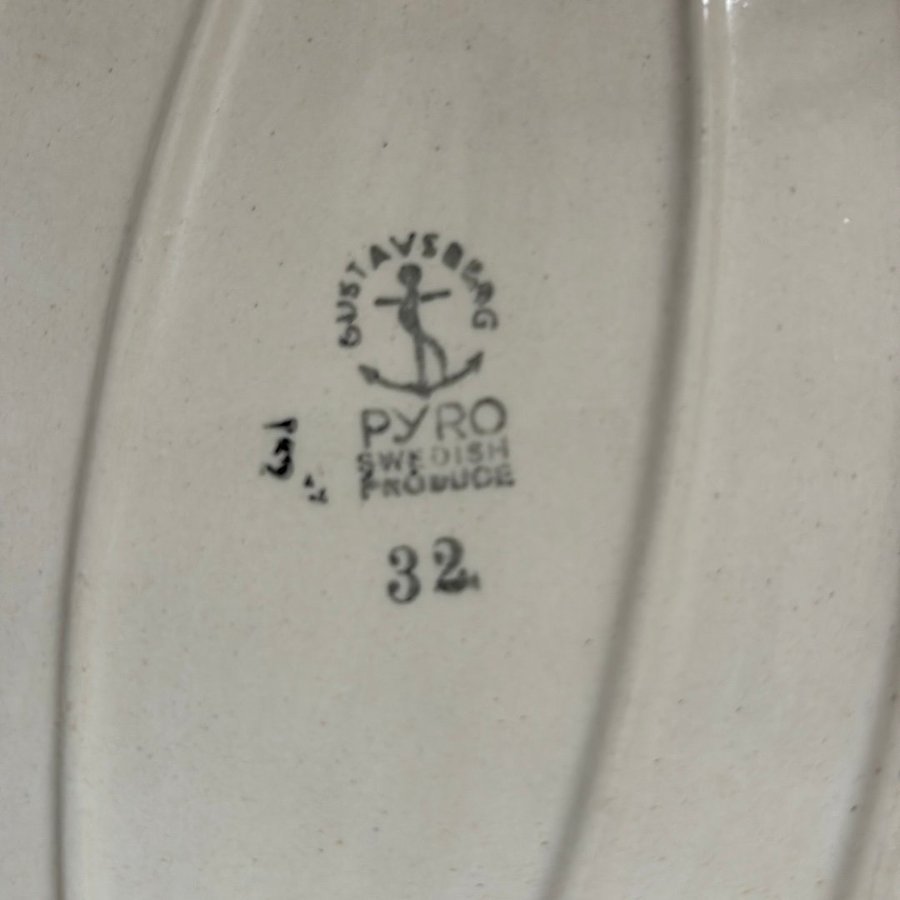 GUSTAVSBERG
PYRO
SWEDISH
PRODUCE
32